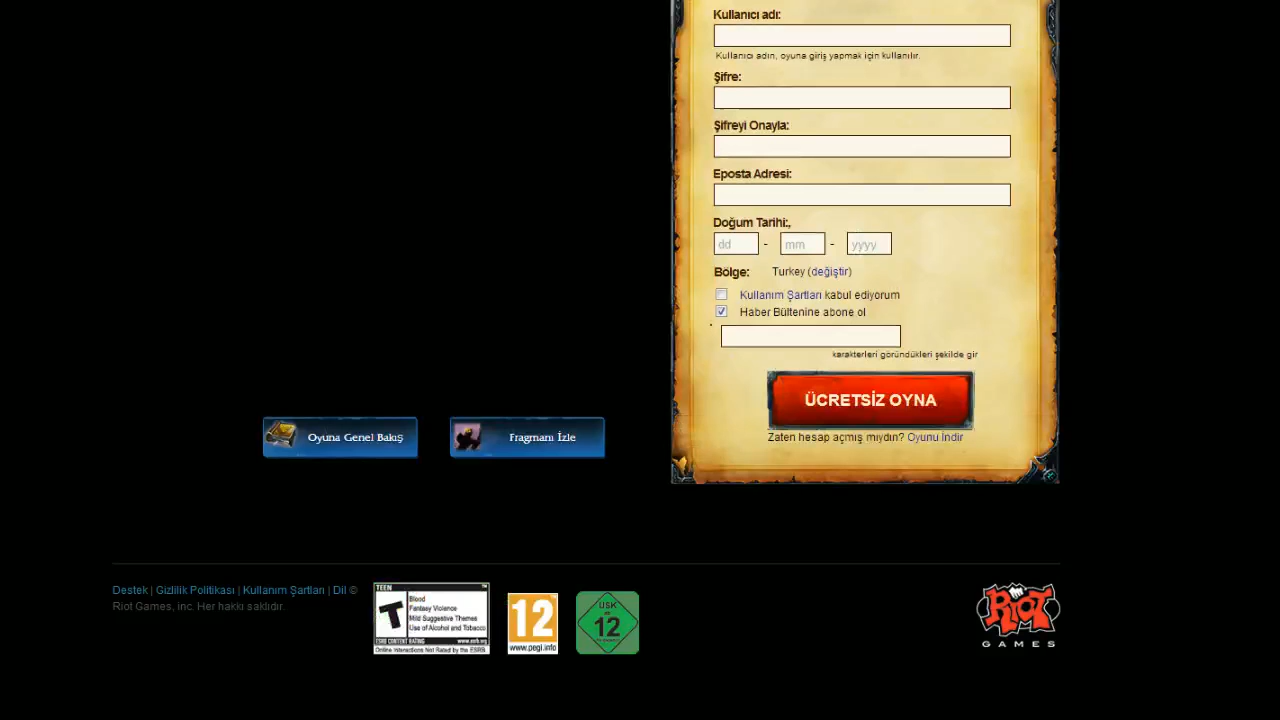 Kullanıcı adı:
Kullanıcı adın, oyuna giriş yapmak için kullanılır.
Şifre:
Şifreyi Onayla:
Eposta Adresi:
Doğum Tarihi:,
dd - mm - yyyy
Bölge: Turkey (değiştir)
Kullanım Şartları kabul ediyorum
Haber Bültenine abone ol
karakterleri göründükleri şekilde gir
ÜCRETSİZ OYNA
Zaten hesap açmış mıydın? Oyunu İndir
Oyuna Genel Bakış
Fragmanı İzle
Destek | Gizlilik Politikası | Kullanım Şartları | Dil ©
Riot Games, inc. Her hakkı saklıdır.
TEEN
T
Blood
Fantasy Violence
Mild Suggestive Themes
Use of Alcohol and Tobacco
ESRB CONTENT RATING www.esrb.org
Online Interactions Not Rated by the ESRB
12
www.pegi.info
USK
12
RIOT
GAMES